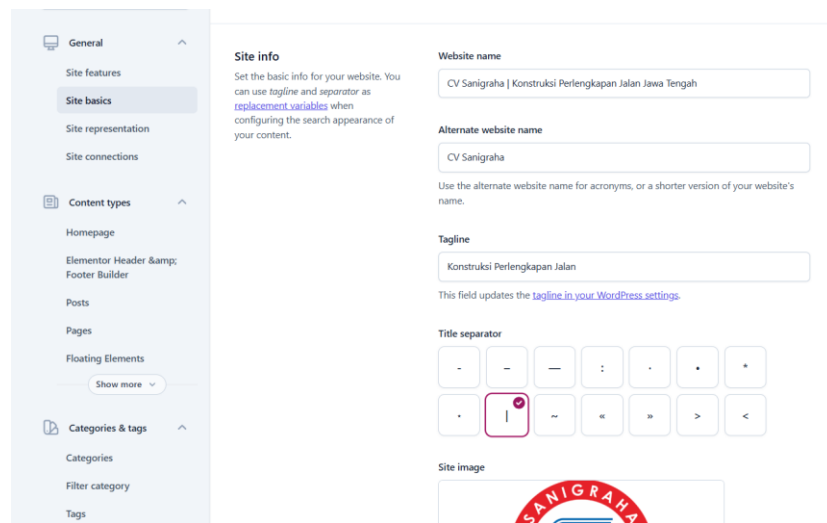 General
Site features
Site basics
Site representation
Site connections
Content types
Homepage
Elementor Header &amp;
Footer Builder
Posts
Pages
Floating Elements
Show more
Categories & tags
Categories
Filter category
Tags
Site info
Set the basic info for your website. You
can use tagline and separator as
replacement variables when
configuring the search appearance of
your content.
Website name
CV Sanigraha | Konstruksi Perlengkapan Jalan Jawa Tengah
Alternate website name
CV Sanigraha
Use the alternate website name for acronyms, or a shorter version of your website's
name.
Tagline
Konstruksi Perlengkapan Jalan
This field updates the tagline in your WordPress settings.
Title separator
- – — : · • *
⋅ | ~ « » > <
Site image
SANIGRAHA